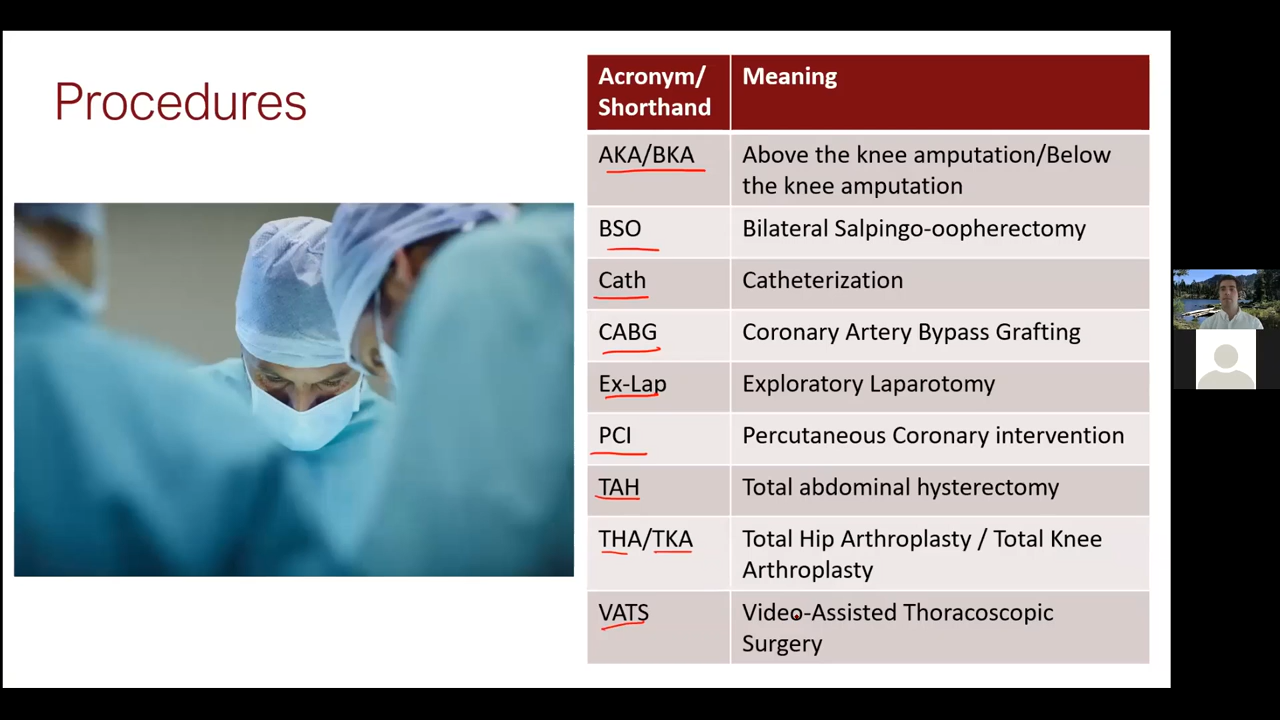 Procedures
Acronym/ Meaning
Shorthand
AKA/BKA Above the knee amputation/Below
the knee amputation
BSO Bilateral Salpingo-oopherectomy
Cath Catheterization
CABG Coronary Artery Bypass Grafting
Ex-Lap Exploratory Laparotomy
PCI Percutaneous Coronary intervention
TAH Total abdominal hysterectomy
THA/TKA Total Hip Arthroplasty / Total Knee
Arthroplasty
VATS Video-Assisted Thoracoscopic
Surgery